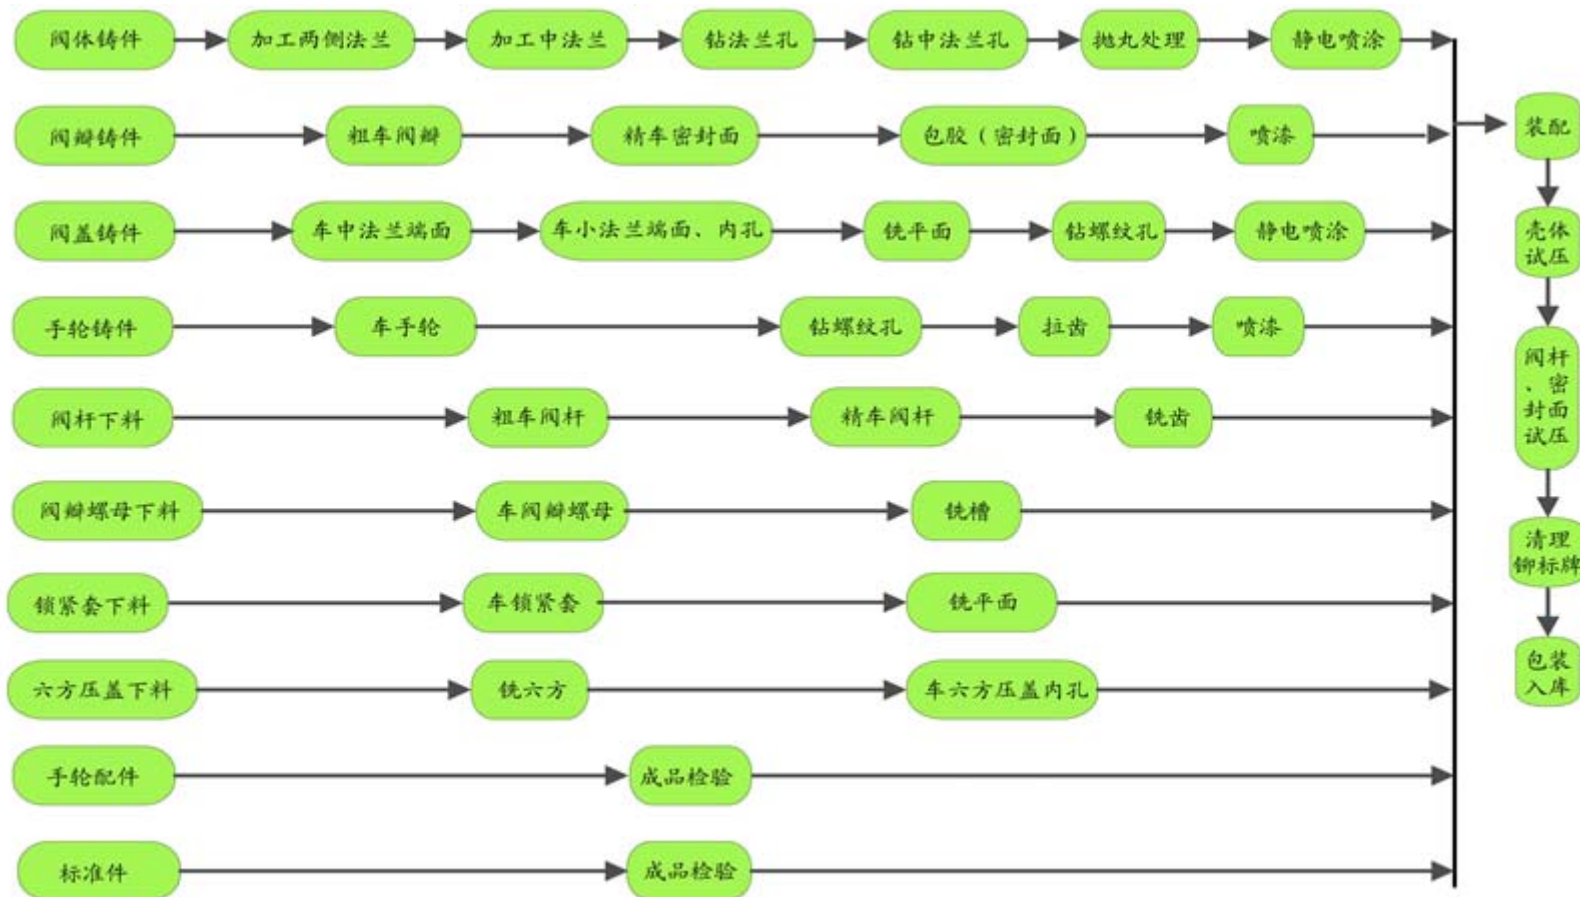 阀体铸件 加工两侧法兰 加工中法兰 钻法兰孔 钻中法兰孔 抛丸处理 静电喷涂
阀瓣铸件 粗车阀瓣 精车密封面 包胶（密封面） 喷漆
阀盖铸件 车中法兰端面 车小法兰端面、内孔 铣平面 钻螺纹孔 静电喷涂
手轮铸件 车手轮 钻螺纹孔 拉齿 喷漆
阀杆下料 粗车阀杆 精车阀杆 铣齿
阀瓣螺母下料 车阀瓣螺母 铣槽
锁紧套下料 车锁紧套 铣平面
六方压盖下料 铣六方 车六方压盖内孔
手轮配件 成品检验
标准件 成品检验
装配
壳体
试压
阀杆
、密
封面
试压
清理
铆标牌
包装
入库